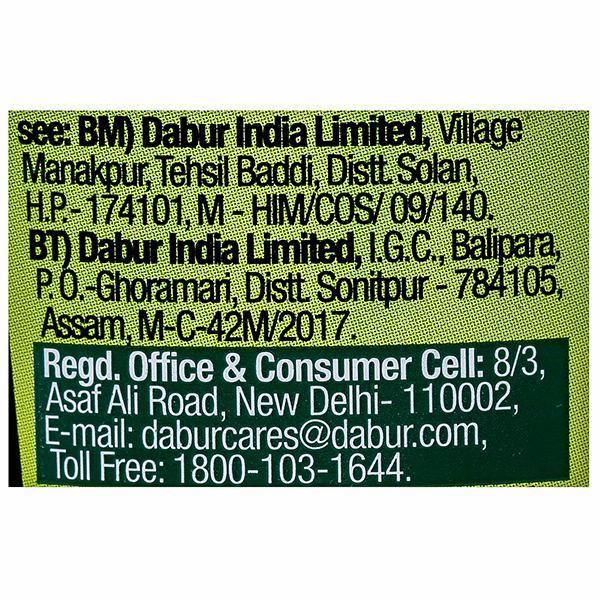 see: BM) Dabur India Limited, Village
Manakpur, Tehsil Baddi, Distt. Solan,
H.P.- 174101, M - HIM/COS/ 09/140.
BT) Dabur India Limited, I.G.C., Balipara,
P. O.-Ghoramari, Distt. Sonitpur - 784105,
Assam, M-C-42M/2017.
Regd. Office & Consumer Cell: 8/3,
Asaf Ali Road, New Delhi- 110002,
E-mail: daburcares@dabur.com,
Toll Free: 1800-103-1644.